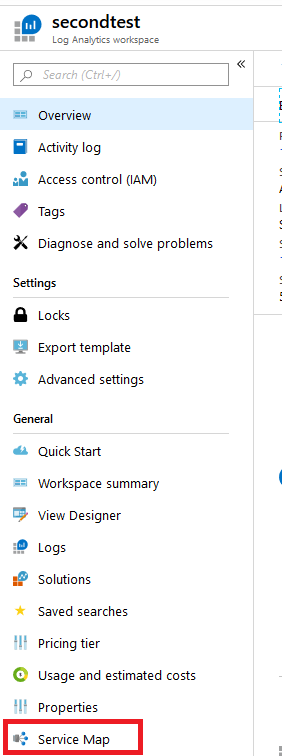 secondtest
Log Analytics workspace
Search (Ctrl+/)
«
Overview
Activity log
Access control (IAM)
Tags
Diagnose and solve problems
Settings
Locks
Export template
Advanced settings
General
Quick Start
Workspace summary
View Designer
Logs
Solutions
Saved searches
Pricing tier
Usage and estimated costs
Properties
Service Map